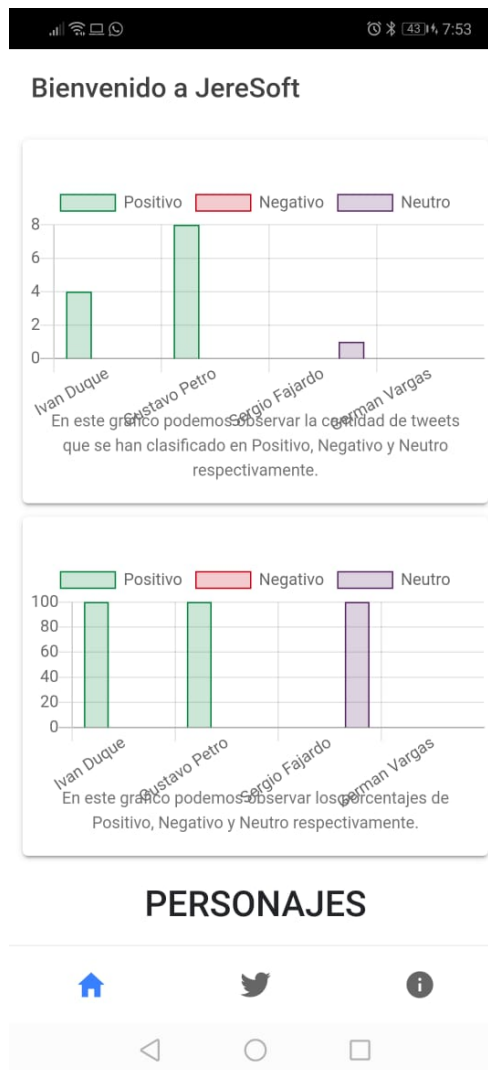 43 7:53
Bienvenido a JereSoft
Positivo Negativo Neutro
8
6
4
2
0
Ivan Duque Gustavo Petro Sergio Fajardo German Vargas
En este gráfico podemos observar la cantidad de tweets
que se han clasificado en Positivo, Negativo y Neutro
respectivamente.
Positivo Negativo Neutro
100
80
60
40
20
0
Ivan Duque Gustavo Petro Sergio Fajardo German Vargas
En este gráfico podemos observar los porcentajes de
Positivo, Negativo y Neutro respectivamente.
PERSONAJES